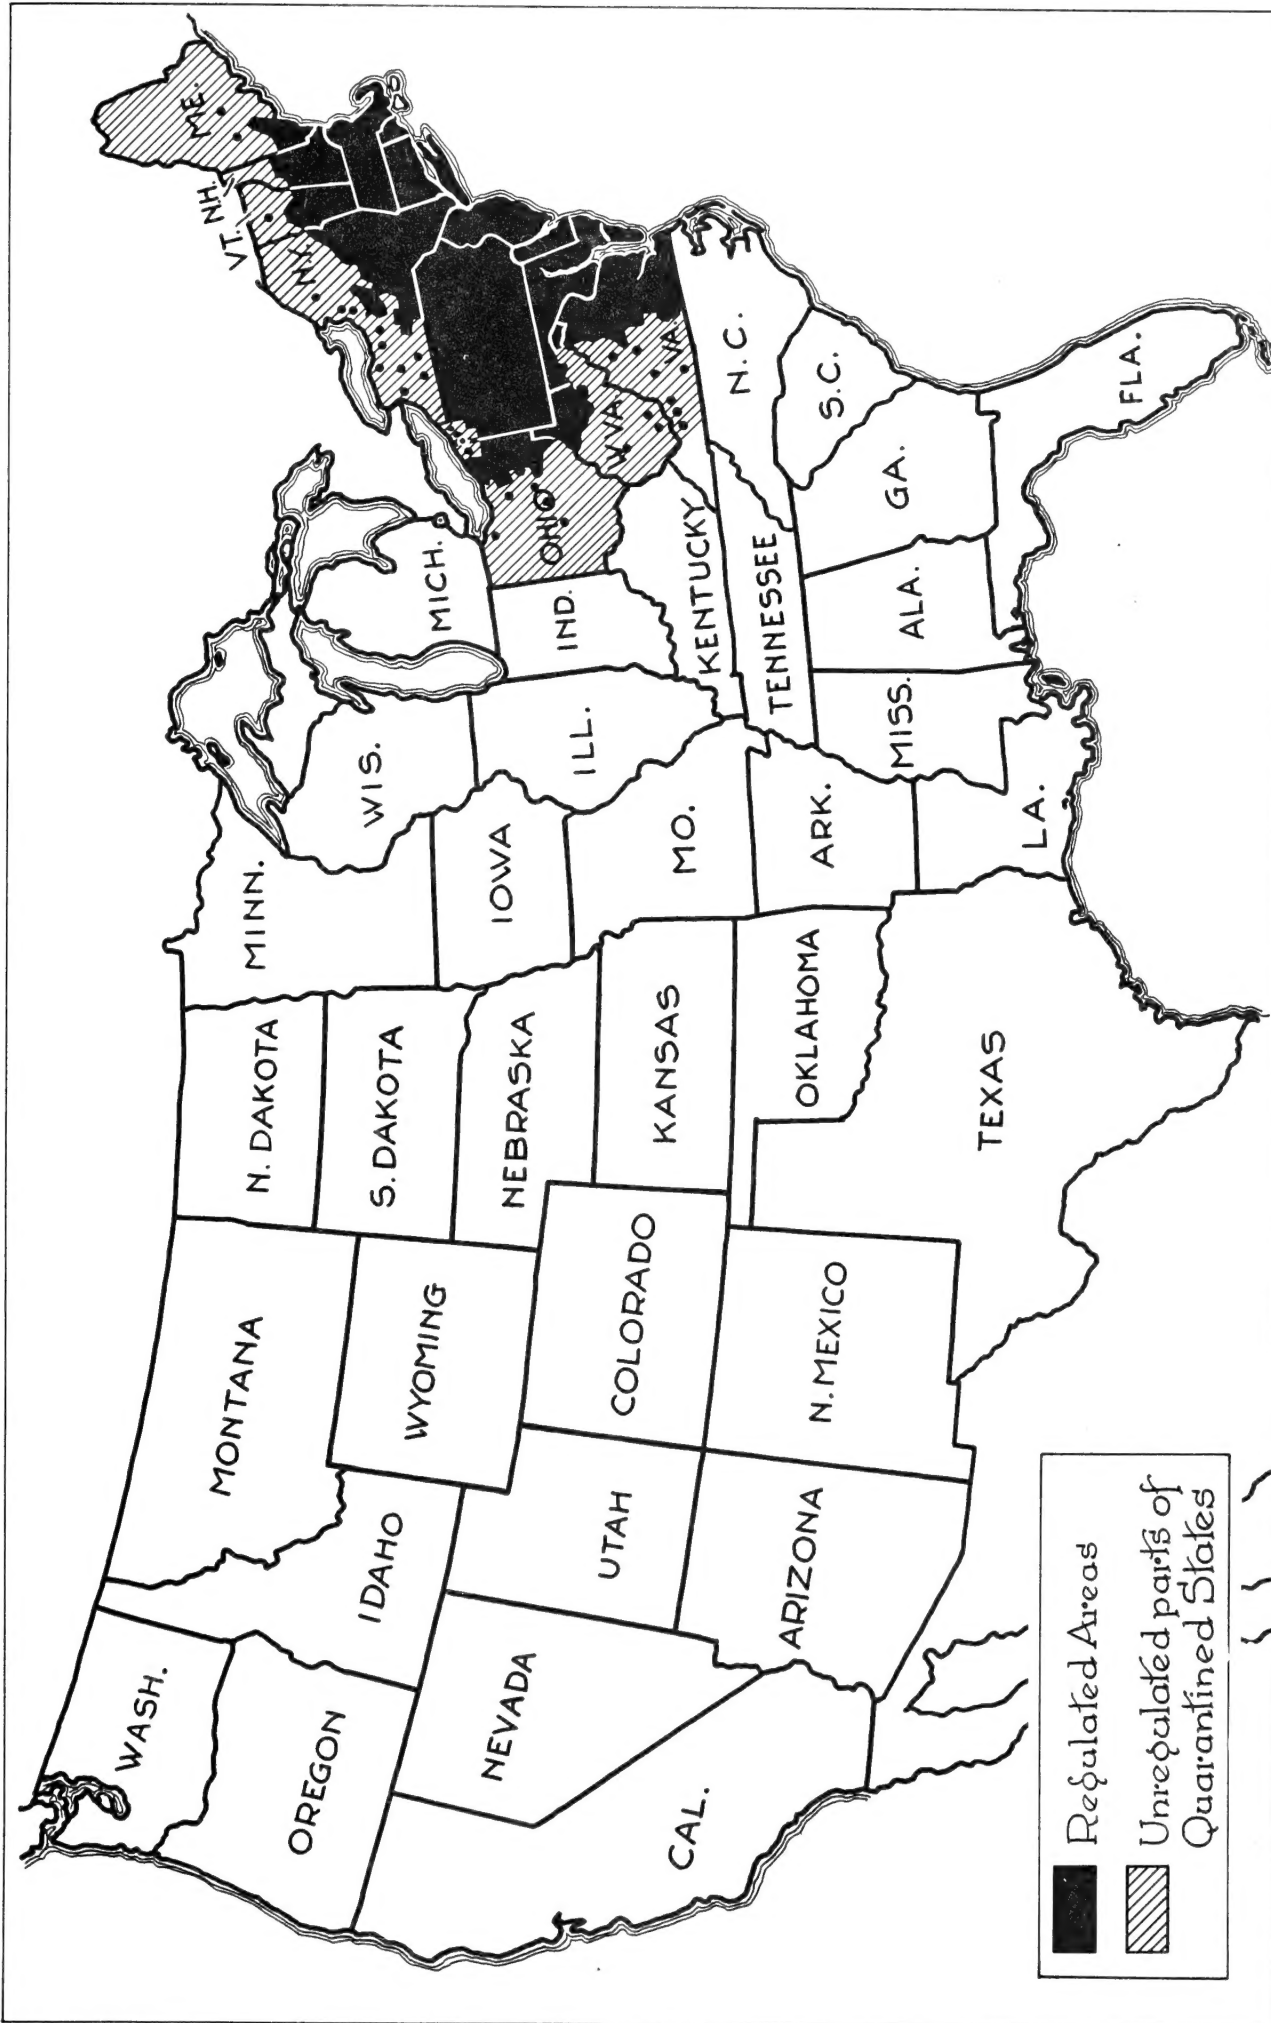 WASH.
OREGON
CAL.
NEVADA
IDAHO
MONTANA
WYOMING
UTAH
ARIZONA
COLORADO
N. MEXICO
N. DAKOTA
S. DAKOTA
NEBRASKA
KANSAS
OKLAHOMA
TEXAS
MINN.
IOWA
MO.
ARK.
LA.
WIS.
ILL.
MISS.
MICH.
IND.
KENTUCKY
TENNESSEE
ALA.
OHIO
W.VA.
VA.
N.C.
S.C.
GA.
FLA.
N.Y.
VT.
N.H.
ME.
Regulated Areas
Unregulated parts of
Quarantined States